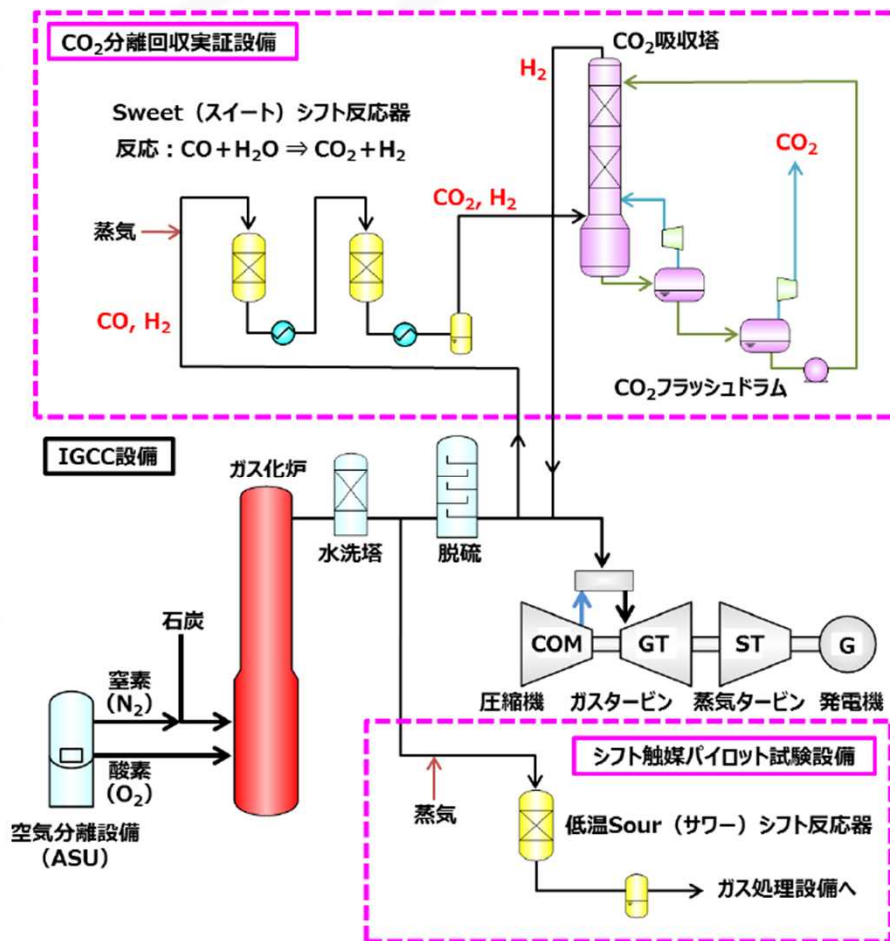 CO₂分離回収実証設備
CO₂吸収塔
H₂
Sweet（スイート）シフト反応器
反応：CO＋H₂O ⇒ CO₂＋H₂
CO₂
CO₂, H₂
蒸気
CO, H₂
CO₂フラッシュドラム
IGCC設備
ガス化炉
水洗塔
脱硫
石炭
窒素
（N₂）
酸素
（O₂）
空気分離設備
（ASU）
COM
GT
ST
G
圧縮機
ガスタービン
蒸気タービン
発電機
シフト触媒パイロット試験設備
蒸気
低温Sour（サワー）シフト反応器
ガス処理設備へ